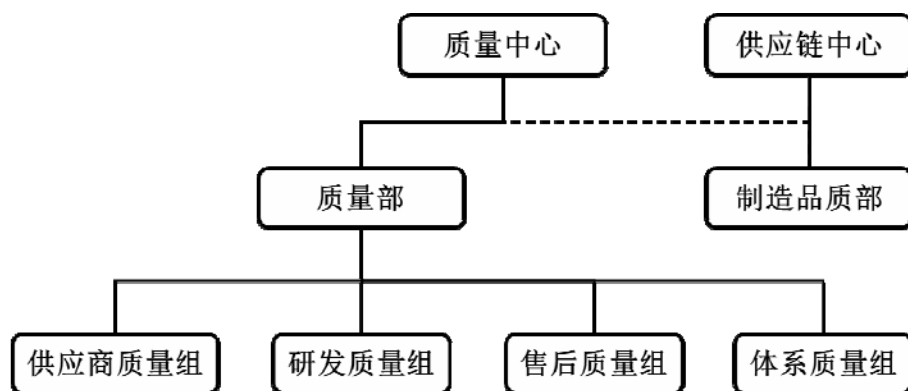 质量中心
供应链中心
质量部
制造品质部
供应商质量组
研发质量组
售后质量组
体系质量组